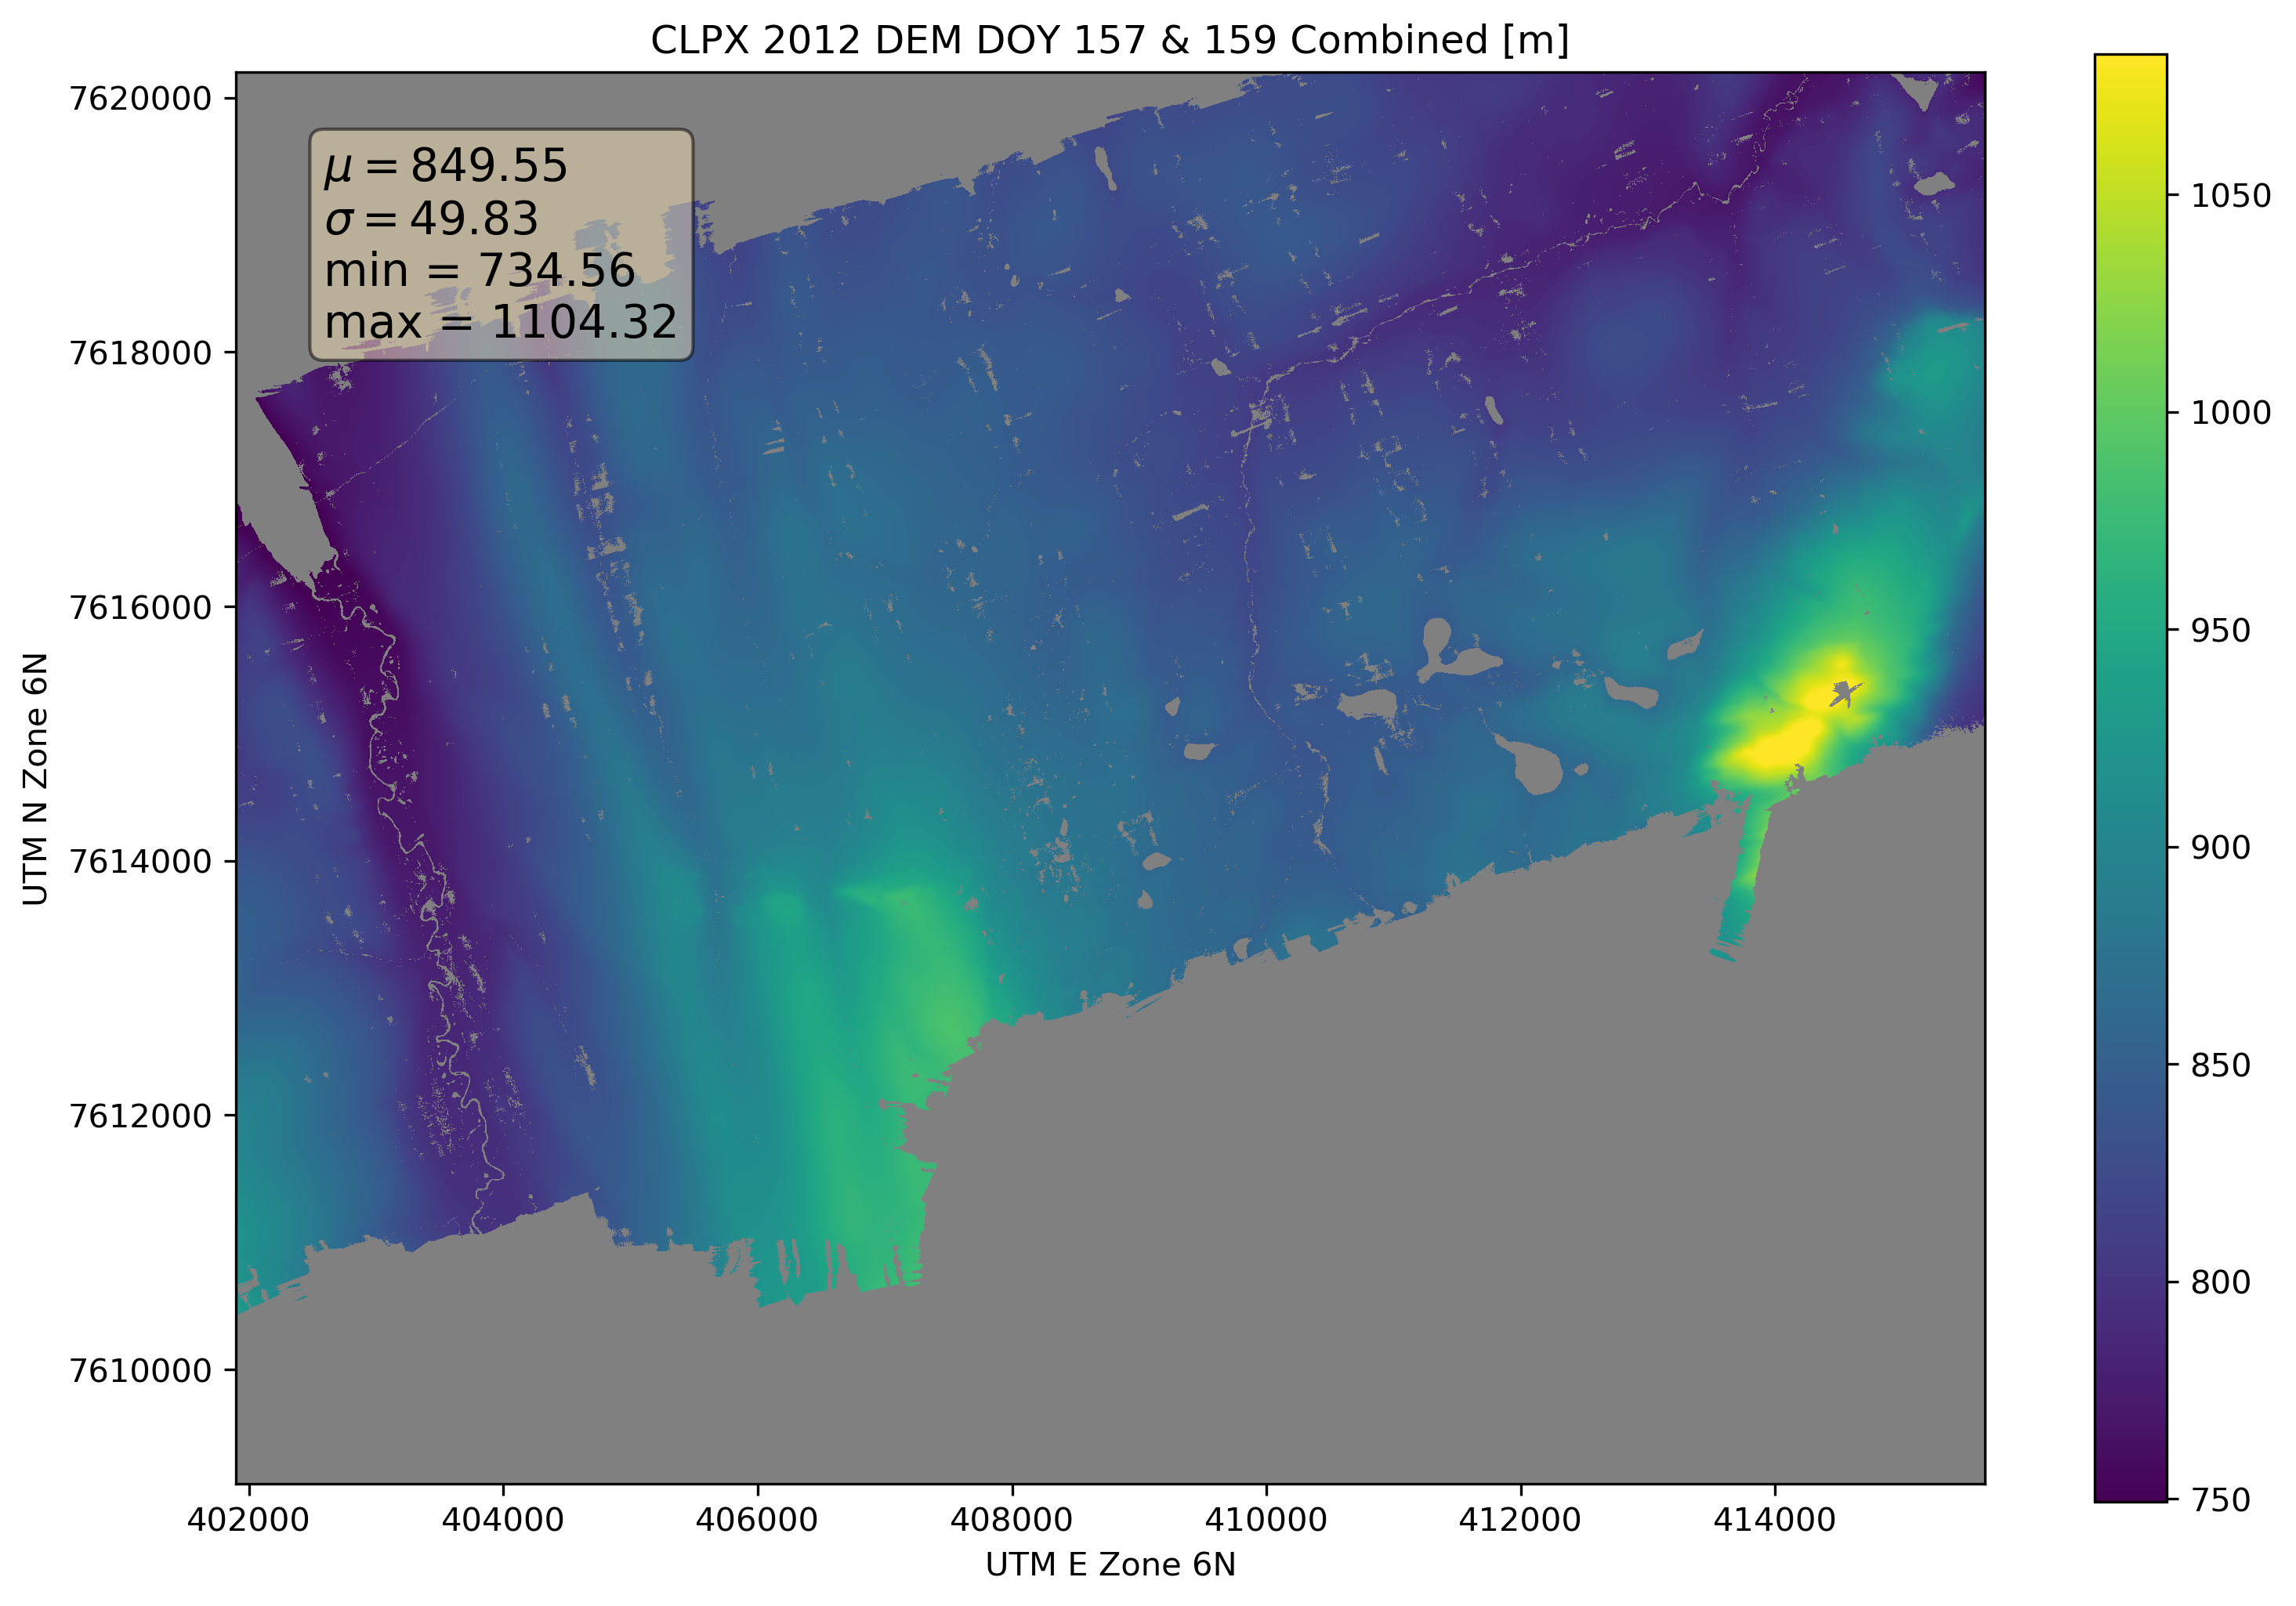 CLPX 2012 DEM DOY 157 & 159 Combined [m]
μ = 849.55
σ = 49.83
min = 734.56
max = 1104.32
7620000
7618000
7616000
7614000
7612000
7610000
UTM N Zone 6N
402000 404000 406000 408000 410000 412000 414000
UTM E Zone 6N
1050
1000
950
900
850
800
750